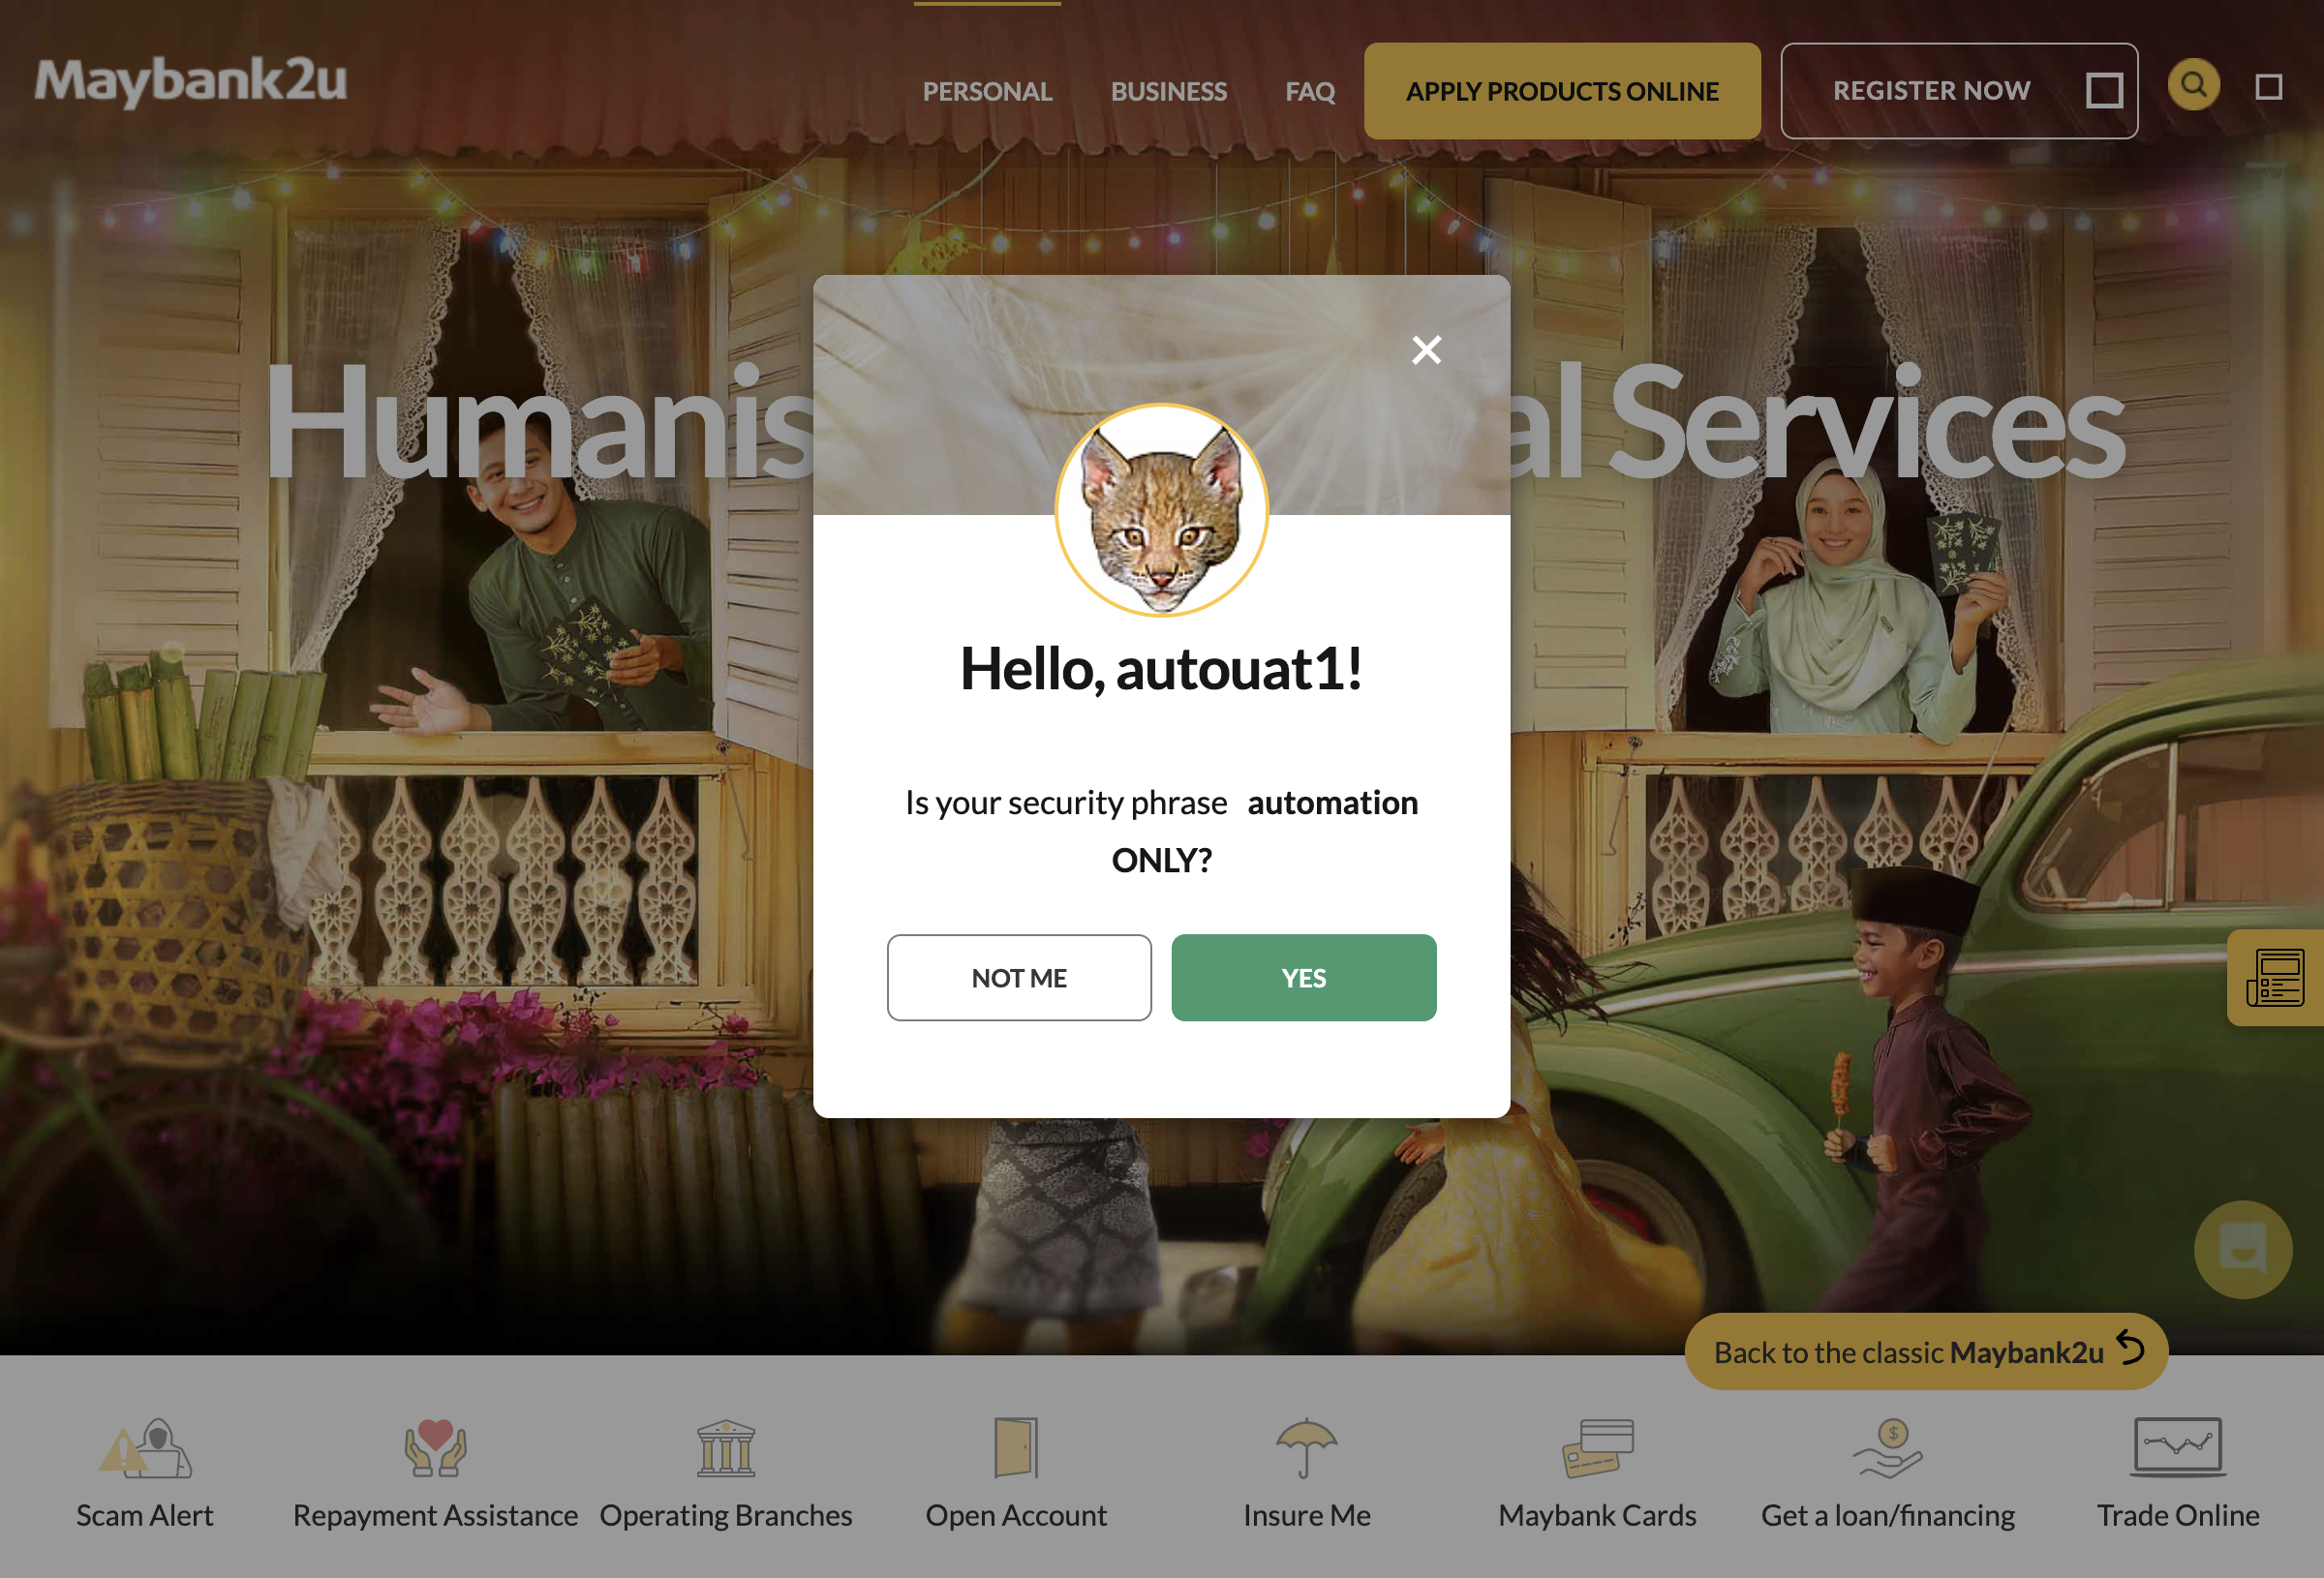 Maybank2u
PERSONAL
BUSINESS
FAQ
APPLY PRODUCTS ONLINE
REGISTER NOW
Humanis
al Services
Hello, autouat1!
Is your security phrase automation
ONLY?
NOT ME
YES
Back to the classic Maybank2u
Scam Alert
Repayment Assistance
Operating Branches
Open Account
Insure Me
Maybank Cards
Get a loan/financing
Trade Online